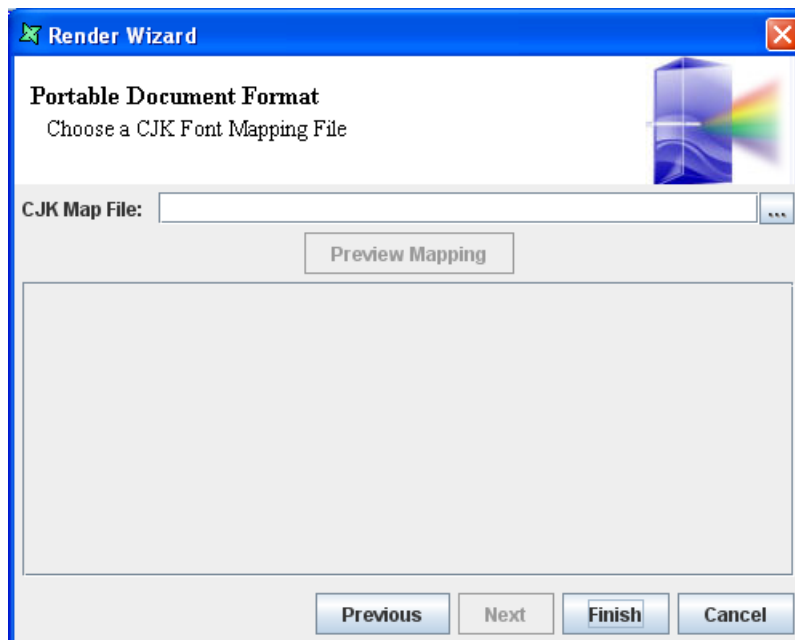 Render Wizard
Portable Document Format
Choose a CJK Font Mapping File
CJK Map File:
...
Preview Mapping
Previous Next Finish Cancel